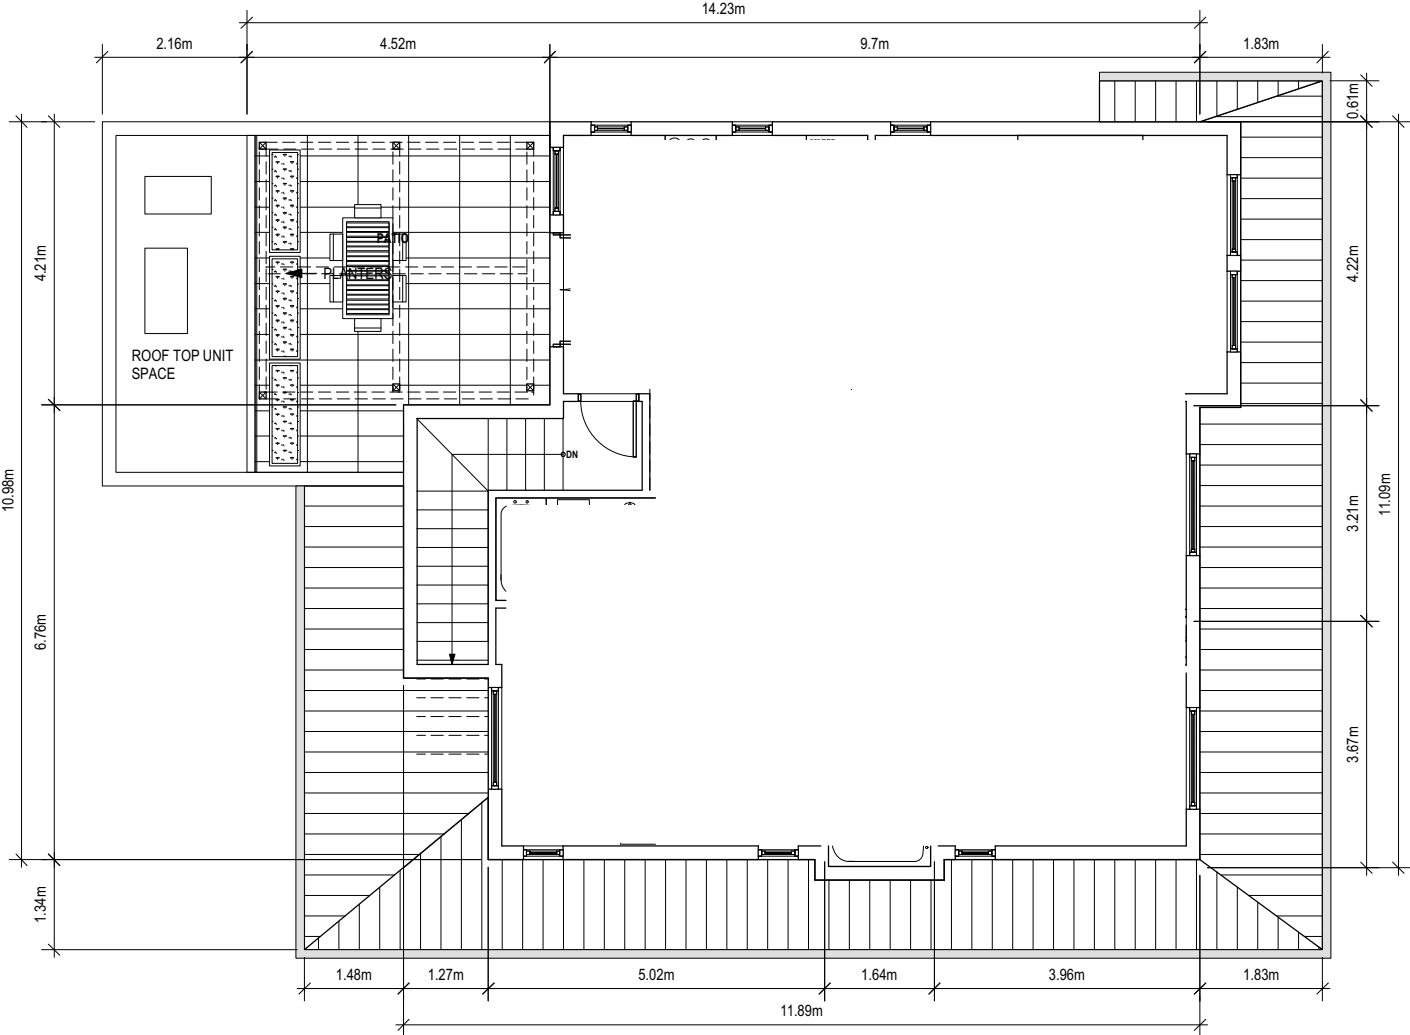 14.23m
2.16m
4.52m
9.7m
1.83m
0.61m
4.21m
PATIO
PLANTERS
4.22m
ROOF TOP UNIT
SPACE
DN
10.98m
3.21m
11.09m
6.76m
3.67m
1.34m
1.48m
1.27m
5.02m
1.64m
3.96m
1.83m
11.89m